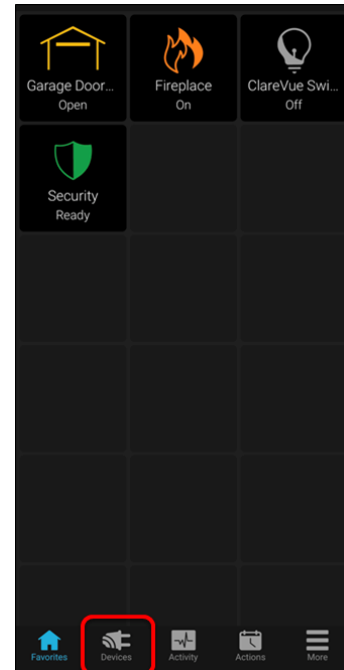 Garage Door...
Open
Fireplace
On
ClareVue Swi...
Off
Security
Ready
Favorites
Devices
Activity
Actions
More